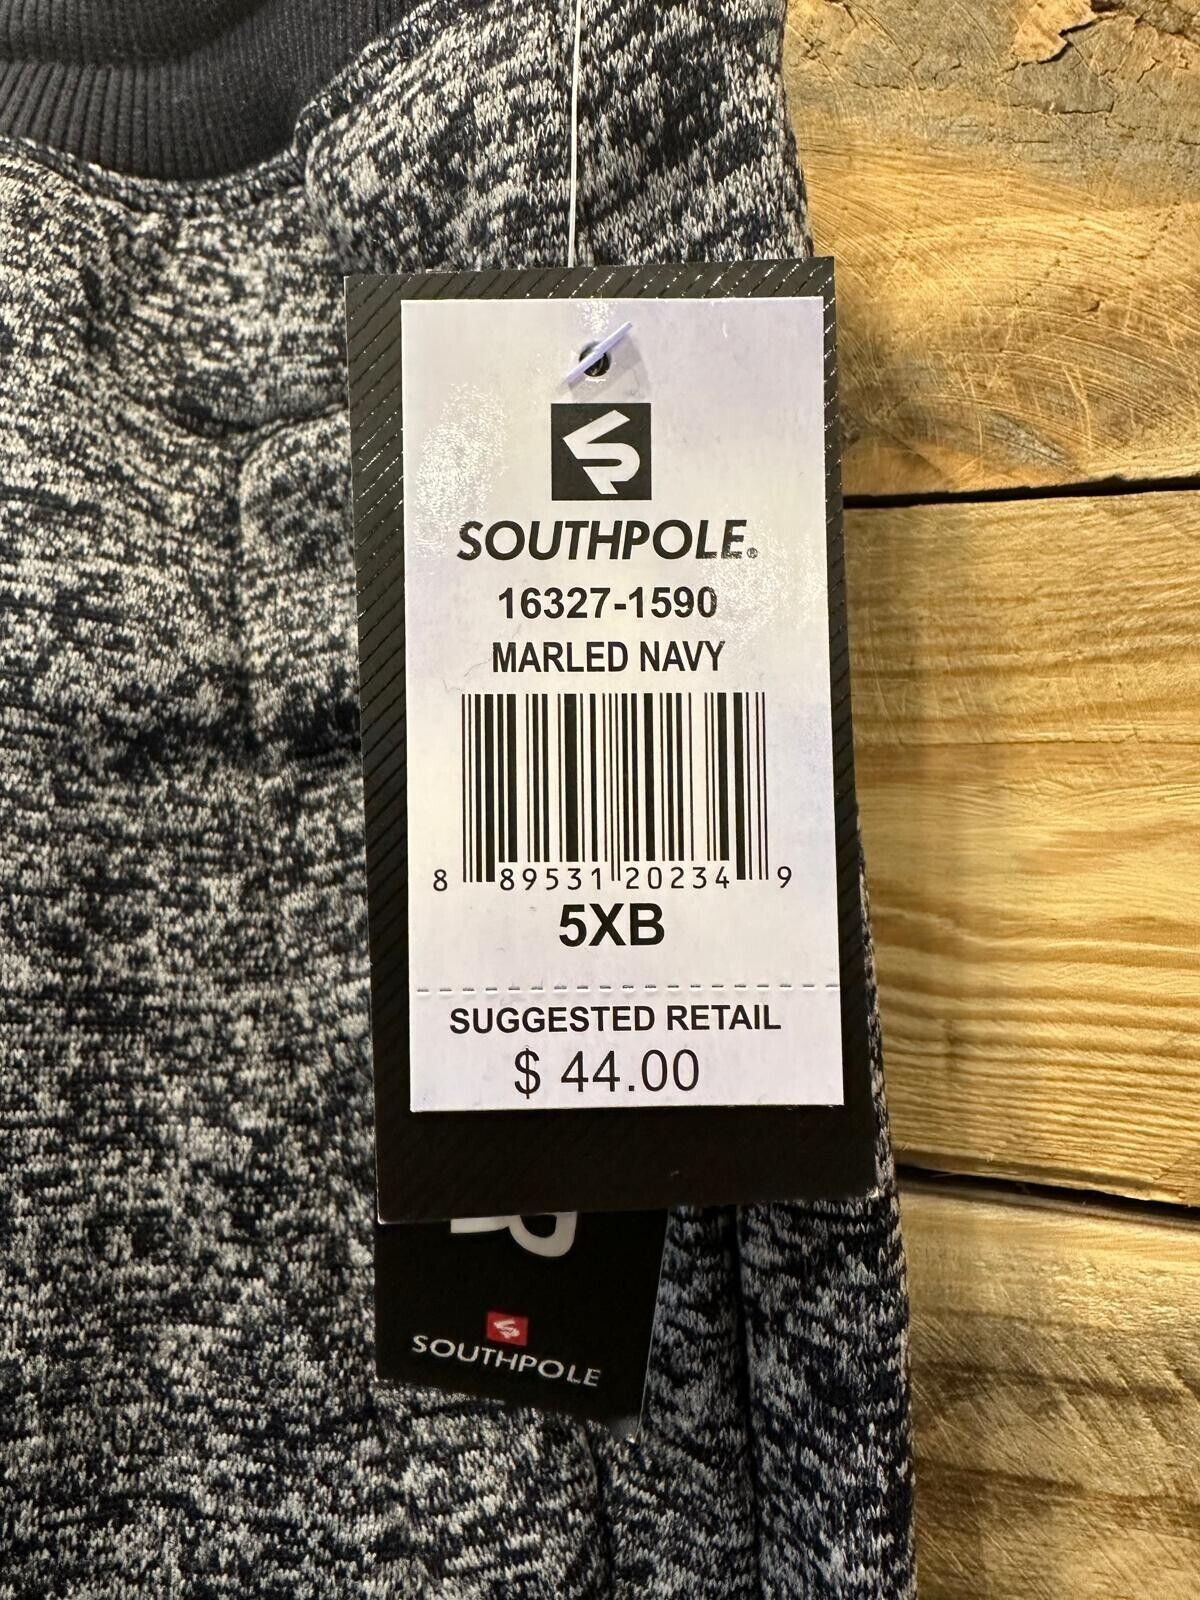 SOUTHPOLE®
16327-1590
MARLED NAVY
8 89531 20234 9
5XB
SUGGESTED RETAIL
$ 44.00
SOUTHPOLE